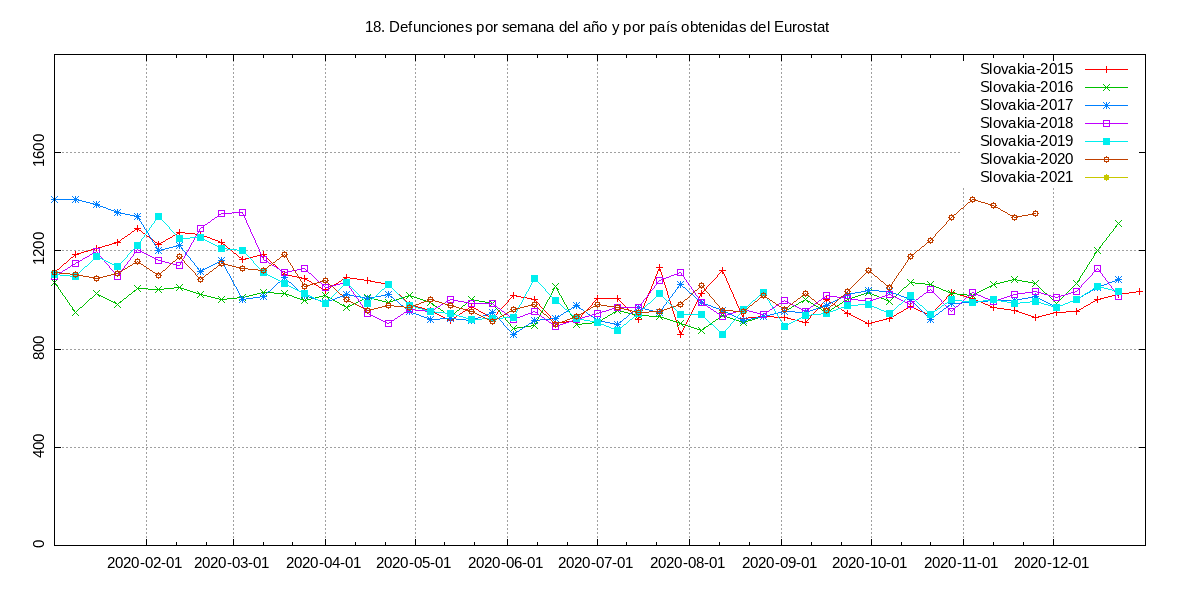 18. Defunciones por semana del año y por país obtenidas del Eurostat
Slovakia-2015
Slovakia-2016
Slovakia-2017
Slovakia-2018
Slovakia-2019
Slovakia-2020
Slovakia-2021
1600
1200
800
400
0
2020-02-01 2020-03-01 2020-04-01 2020-05-01 2020-06-01 2020-07-01 2020-08-01 2020-09-01 2020-10-01 2020-11-01 2020-12-01